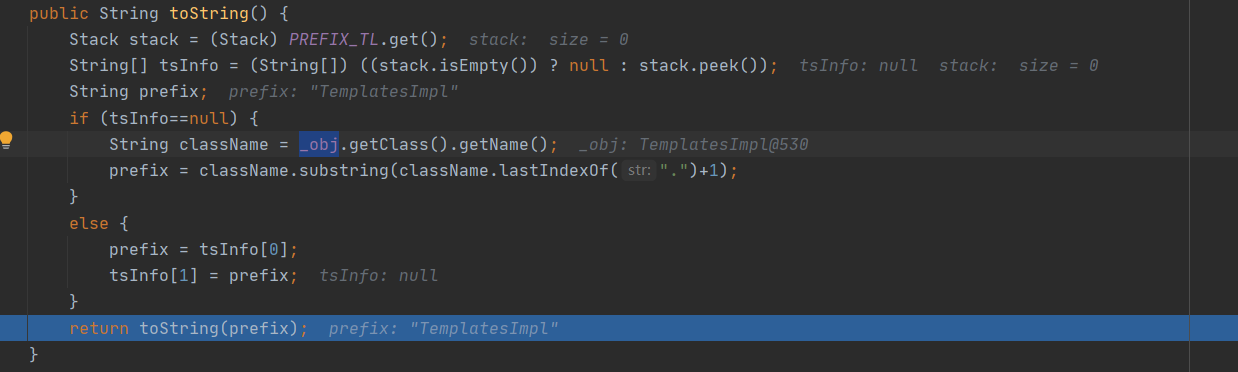 public String toString() {
Stack stack = (Stack) PREFIX_TL.get(); stack: size = 0
String[] tsInfo = (String[]) ((stack.isEmpty()) ? null : stack.peek()); tsInfo: null stack: size = 0
String prefix; prefix: "TemplatesImpl"
if (tsInfo==null) {
String className = _obj.getClass().getName(); _obj: TemplatesImpl@530
prefix = className.substring(className.lastIndexOf( str: ".")+1);
}
else {
prefix = tsInfo[0];
tsInfo[1] = prefix; tsInfo: null
}
return toString(prefix); prefix: "TemplatesImpl"
}